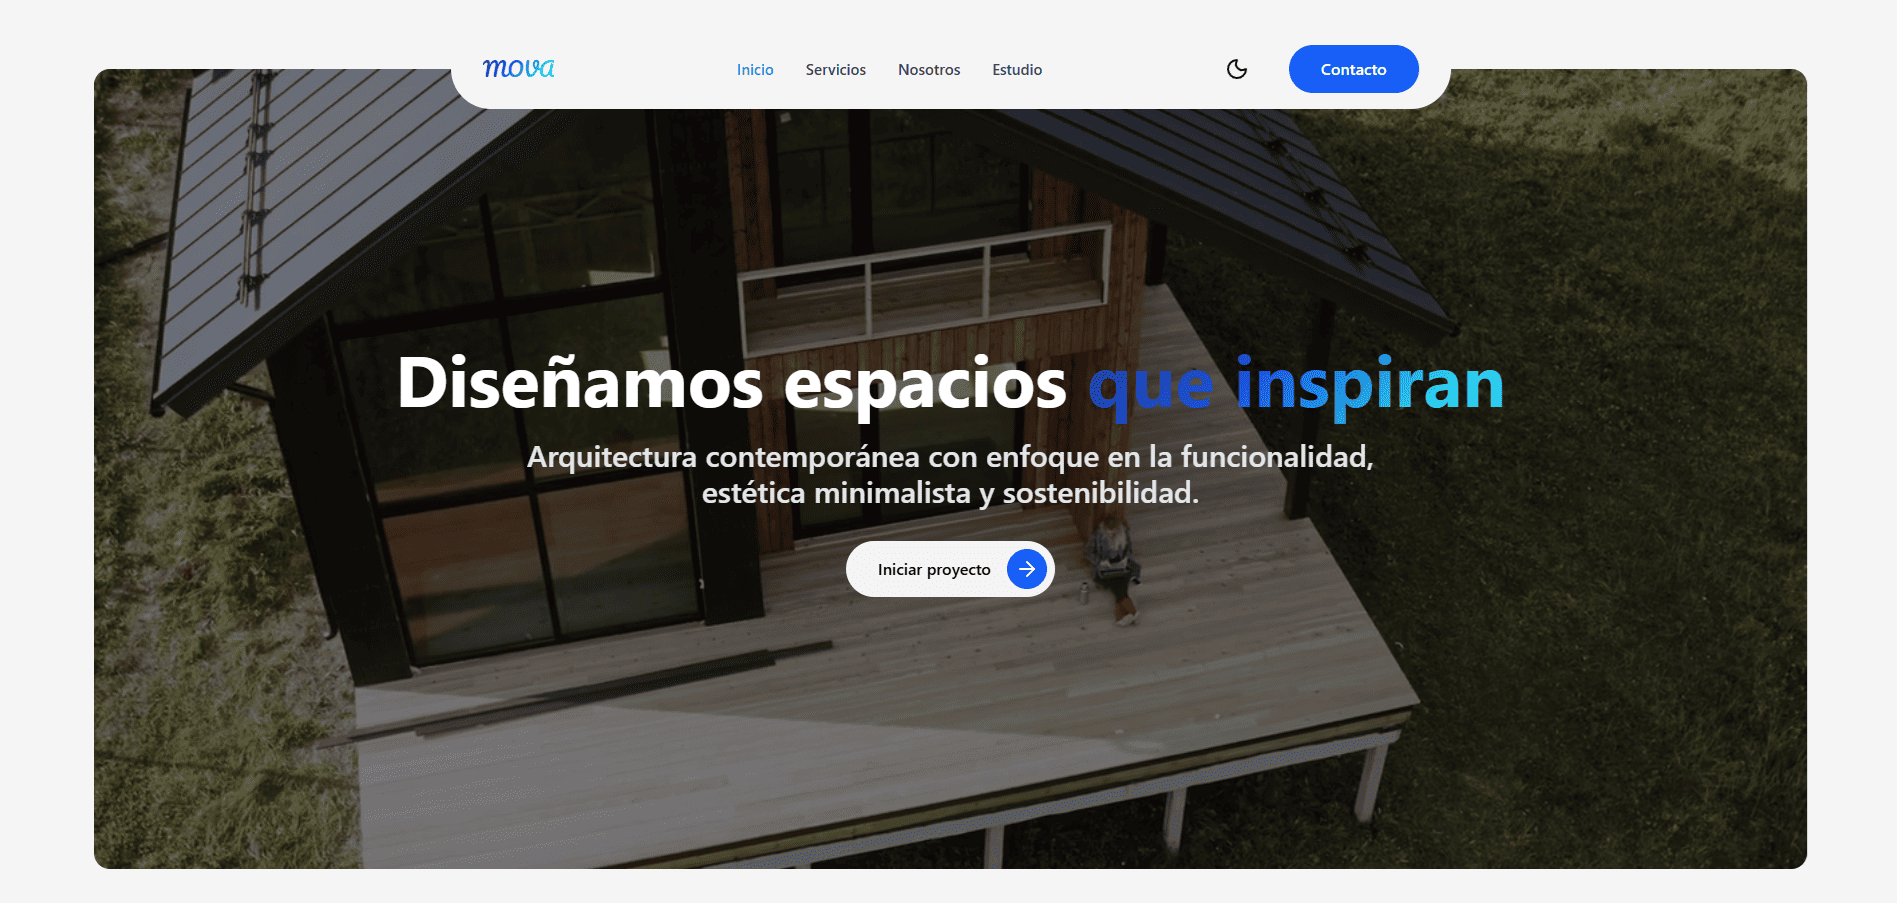 mova
Inicio Servicios Nosotros Estudio
Contacto
Diseñamos espacios que inspiran
Arquitectura contemporánea con enfoque en la funcionalidad,
estética minimalista y sostenibilidad.
Iniciar proyecto